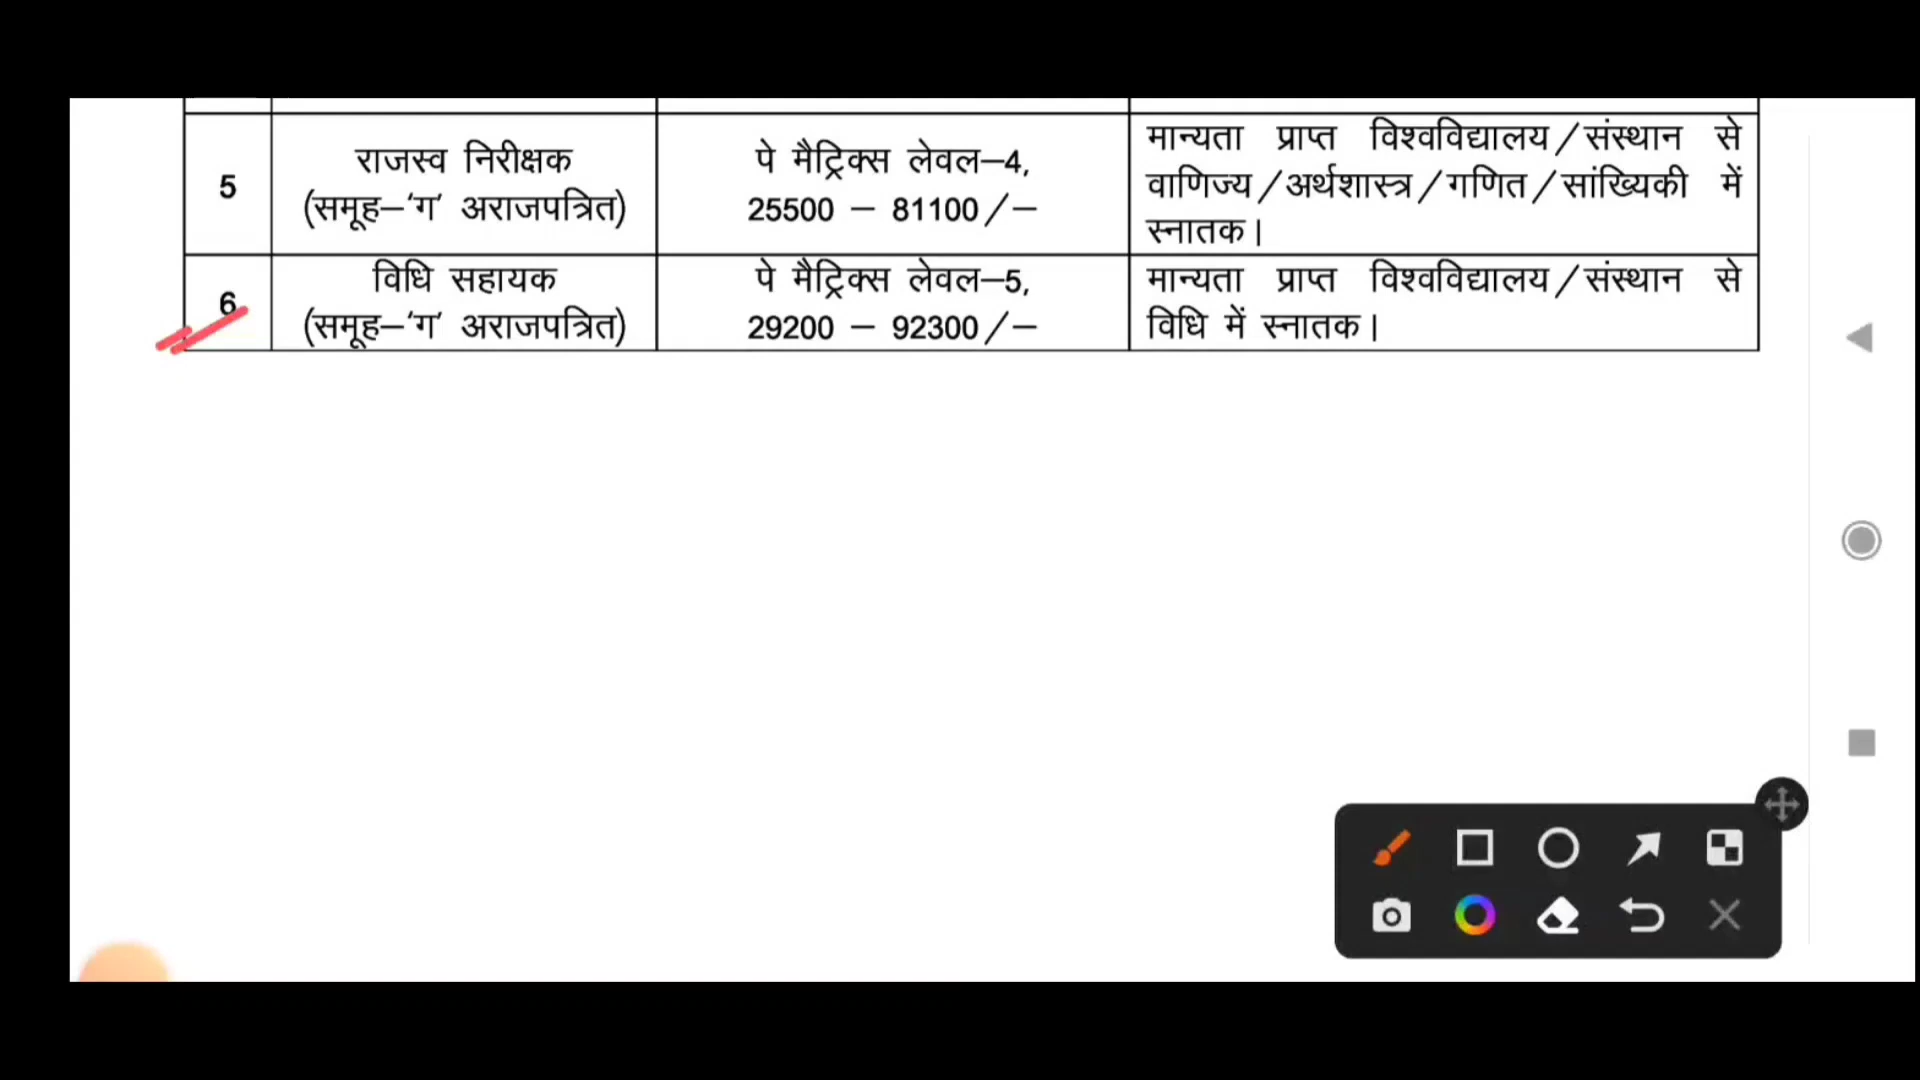 5
राजस्व निरीक्षक
(समूह–‘ग’ अराजपत्रित)
पे मैट्रिक्स लेवल–4,
25500 – 81100/–
मान्यता प्राप्त विश्वविद्यालय/संस्थान से
वाणिज्य/अर्थशास्त्र/गणित/सांख्यिकी में
स्नातक।
6
विधि सहायक
(समूह–‘ग’ अराजपत्रित)
पे मैट्रिक्स लेवल–5,
29200 – 92300/–
मान्यता प्राप्त विश्वविद्यालय/संस्थान से
विधि में स्नातक।